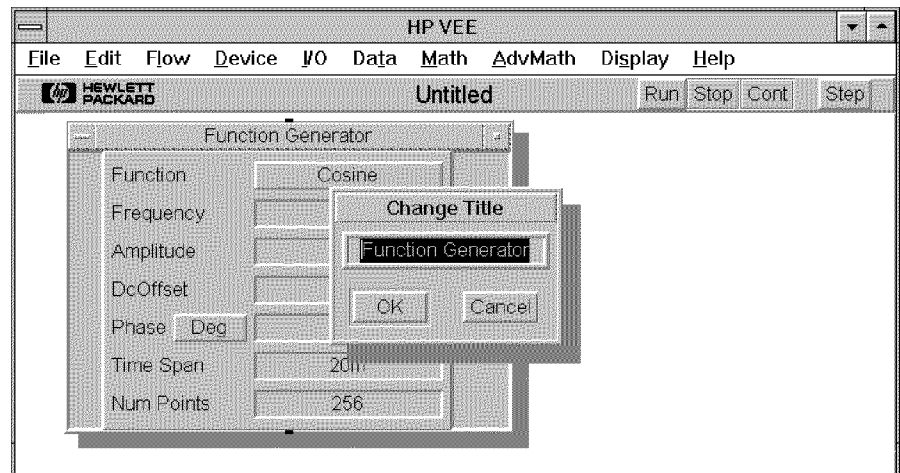 HP VEE
File Edit Flow Device I/O Data Math AdvMath Display Help
hp HEWLETT PACKARD Untitled Run Stop Cont Step
Function Generator
Function Cosine
Frequency
Amplitude
DcOffset
Phase Deg
Time Span 20m
Num Points 256
Change Title
Function Generator
OK Cancel